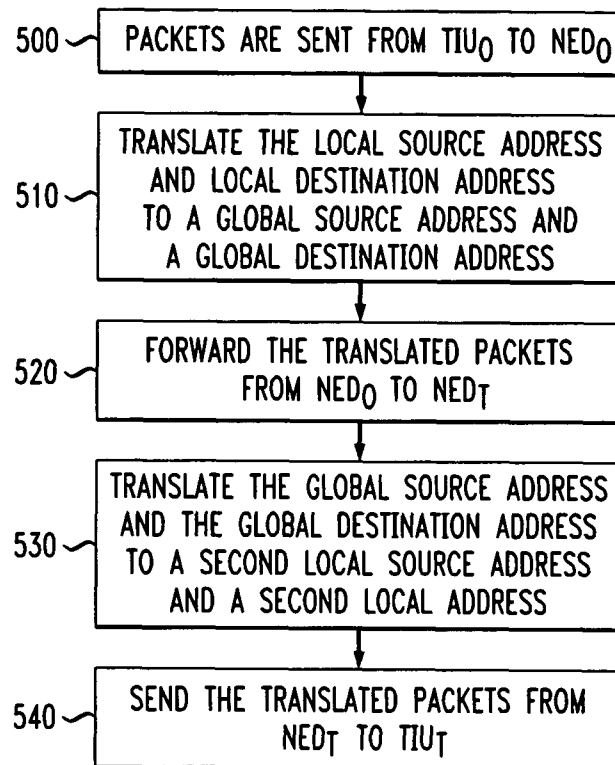 500
PACKETS ARE SENT FROM TIU₀ TO NED₀
510
TRANSLATE THE LOCAL SOURCE ADDRESS
AND LOCAL DESTINATION ADDRESS
TO A GLOBAL SOURCE ADDRESS AND
A GLOBAL DESTINATION ADDRESS
520
FORWARD THE TRANSLATED PACKETS
FROM NED₀ TO NEDT
530
TRANSLATE THE GLOBAL SOURCE ADDRESS
AND THE GLOBAL DESTINATION ADDRESS
TO A SECOND LOCAL SOURCE ADDRESS
AND A SECOND LOCAL ADDRESS
540
SEND THE TRANSLATED PACKETS FROM
NEDT TO TIUT